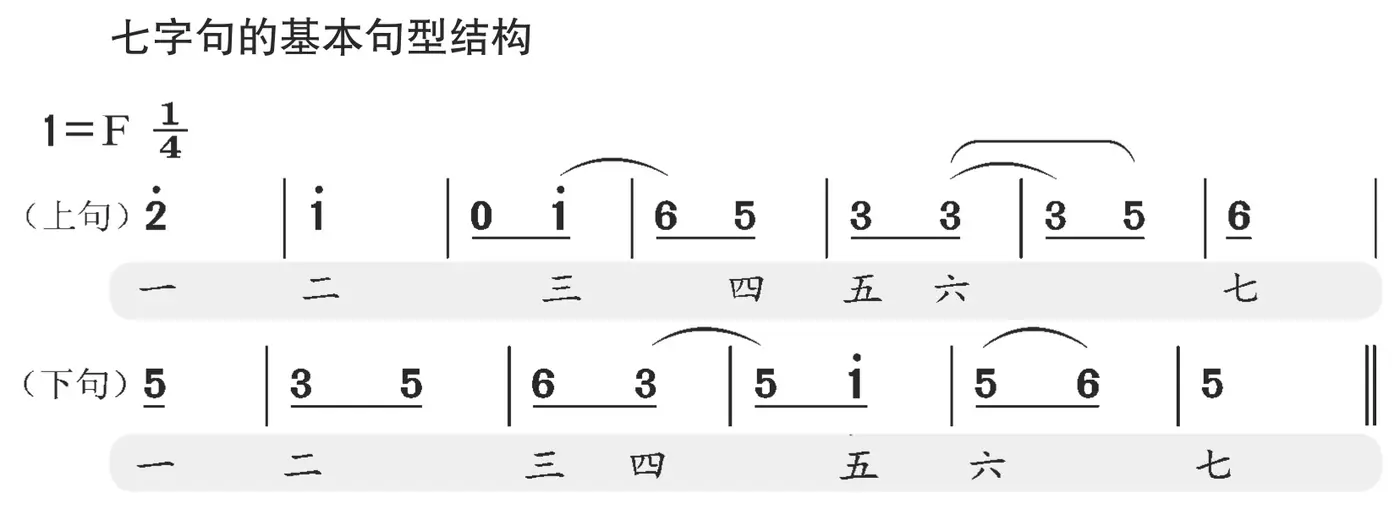 七字句的基本句型结构
1=F 1/4
（上句）2̇ | 1̇ | 0 1̇ | 6 5 | 3 3 | 3 5 | 6 |
一 二 三 四 五 六 七
（下句）5 | 3 5 | 6 3 | 5 1̇ | 5 6 | 5 ‖
一 二 三 四 五 六 七